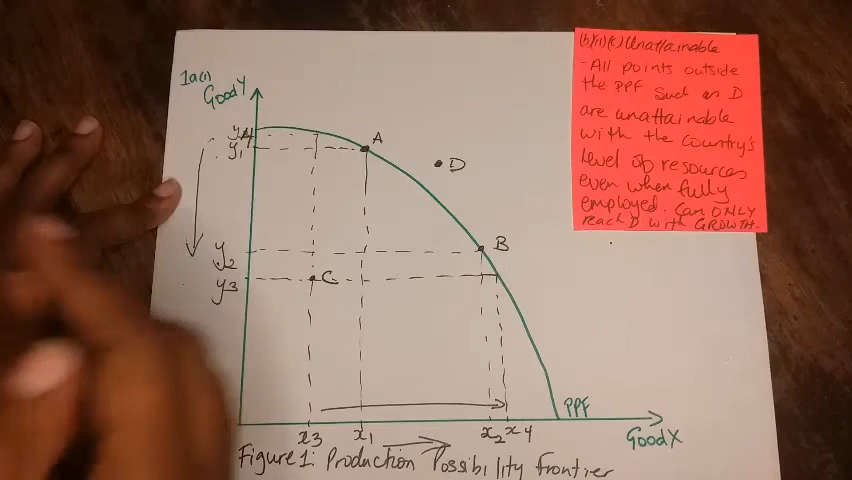 1a(i)
Good Y
y4
y1
A
D
y2
B
y3
C
PPF
x3
x1
x2
x4
Good X
Figure 1: Production Possibility Frontier
(b)(ii)(c) Unattainable
- All points outside
the PPF such as D
are unattainable
with the country's
level of resources
even when fully
employed. Can ONLY
reach D with GROWTH.